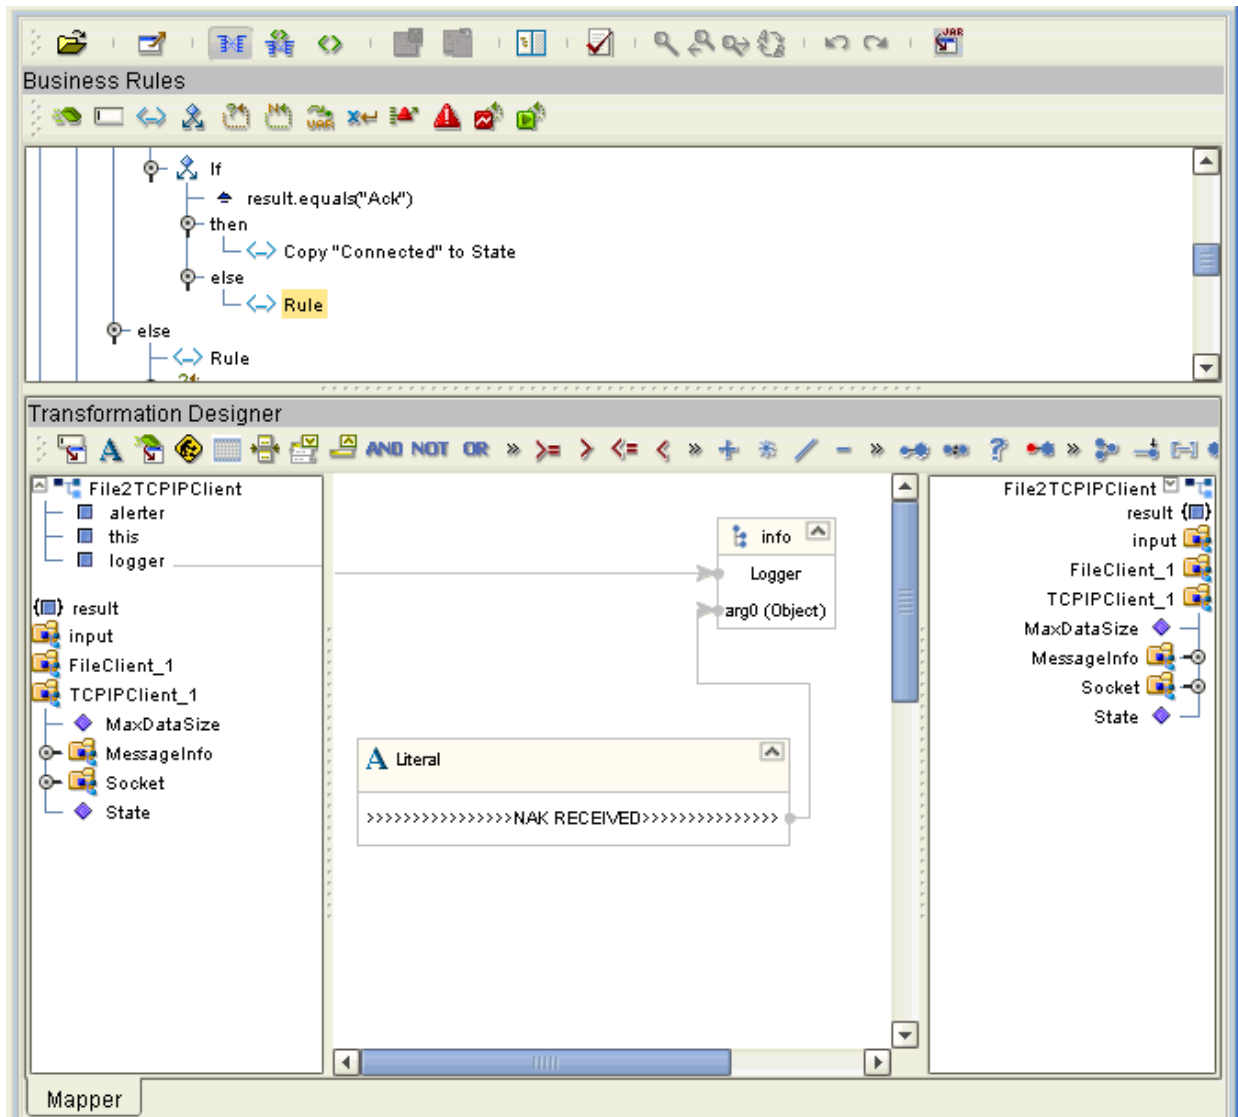 JAR
Business Rules
VAR
If
result.equals("Ack")
then
Copy "Connected" to State
else
Rule
else
Rule
Transformation Designer
A
AND NOT OR » >= > <= < » + / - » ? »
File2TCPIPClient
alerter
this
logger
{ } result
input
FileClient_1
TCPIPClient_1
MaxDataSize
MessageInfo
Socket
State
info
Logger
arg0 (Object)
A Literal
>>>>>>>>>>>>>>>>NAK RECEIVED>>>>>>>>>>>>>>>
File2TCPIPClient
result { }
input
FileClient_1
TCPIPClient_1
MaxDataSize
MessageInfo
Socket
State
Mapper